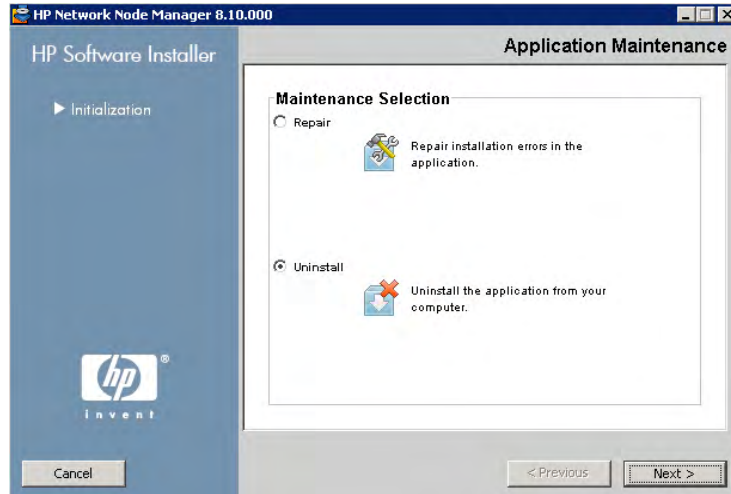 HP Network Node Manager 8.10.000
HP Software Installer
Application Maintenance
Initialization
Maintenance Selection
Repair
Repair installation errors in the
application.
Uninstall
Uninstall the application from your
computer.
hp
®
invent
Cancel
< Previous
Next >